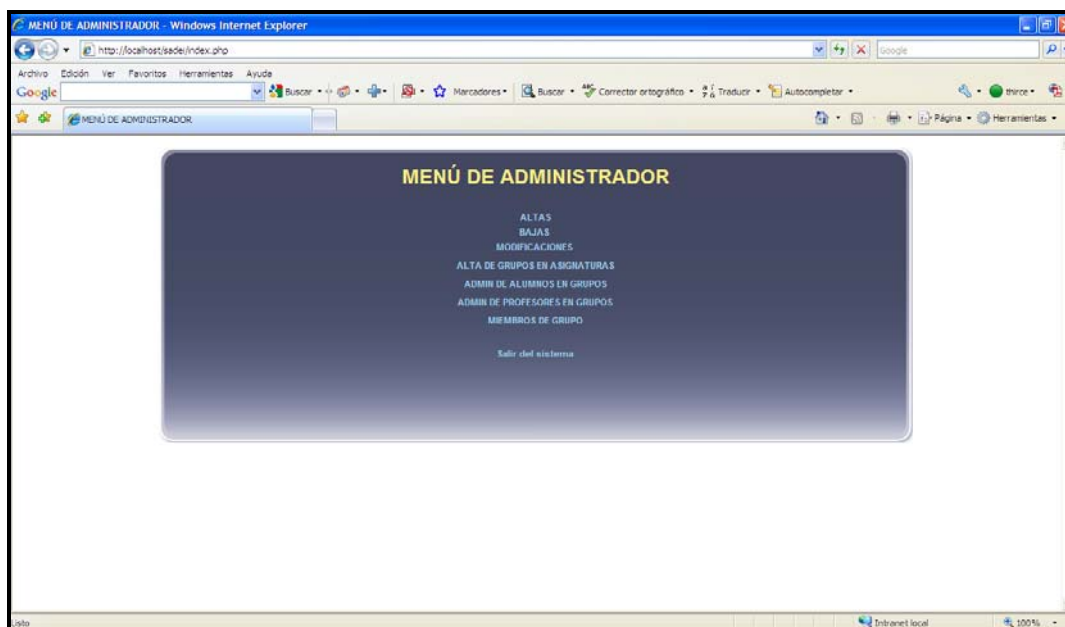 MENÚ DE ADMINISTRADOR - Windows Internet Explorer
http://localhost/sadei/index.php
Google
Archivo Edición Ver Favoritos Herramientas Ayuda
Google Buscar Marcadores Buscar Corrector ortográfico Traducir Autocompletar thirce
MENÚ DE ADMINISTRADOR Página Herramientas
MENÚ DE ADMINISTRADOR
ALTAS
BAJAS
MODIFICACIONES
ALTA DE GRUPOS EN ASIGNATURAS
ADMIN DE ALUMNOS EN GRUPOS
ADMIN DE PROFESORES EN GRUPOS
MIEMBROS DE GRUPO
Salir del sistema
Listo Intranet local 100%